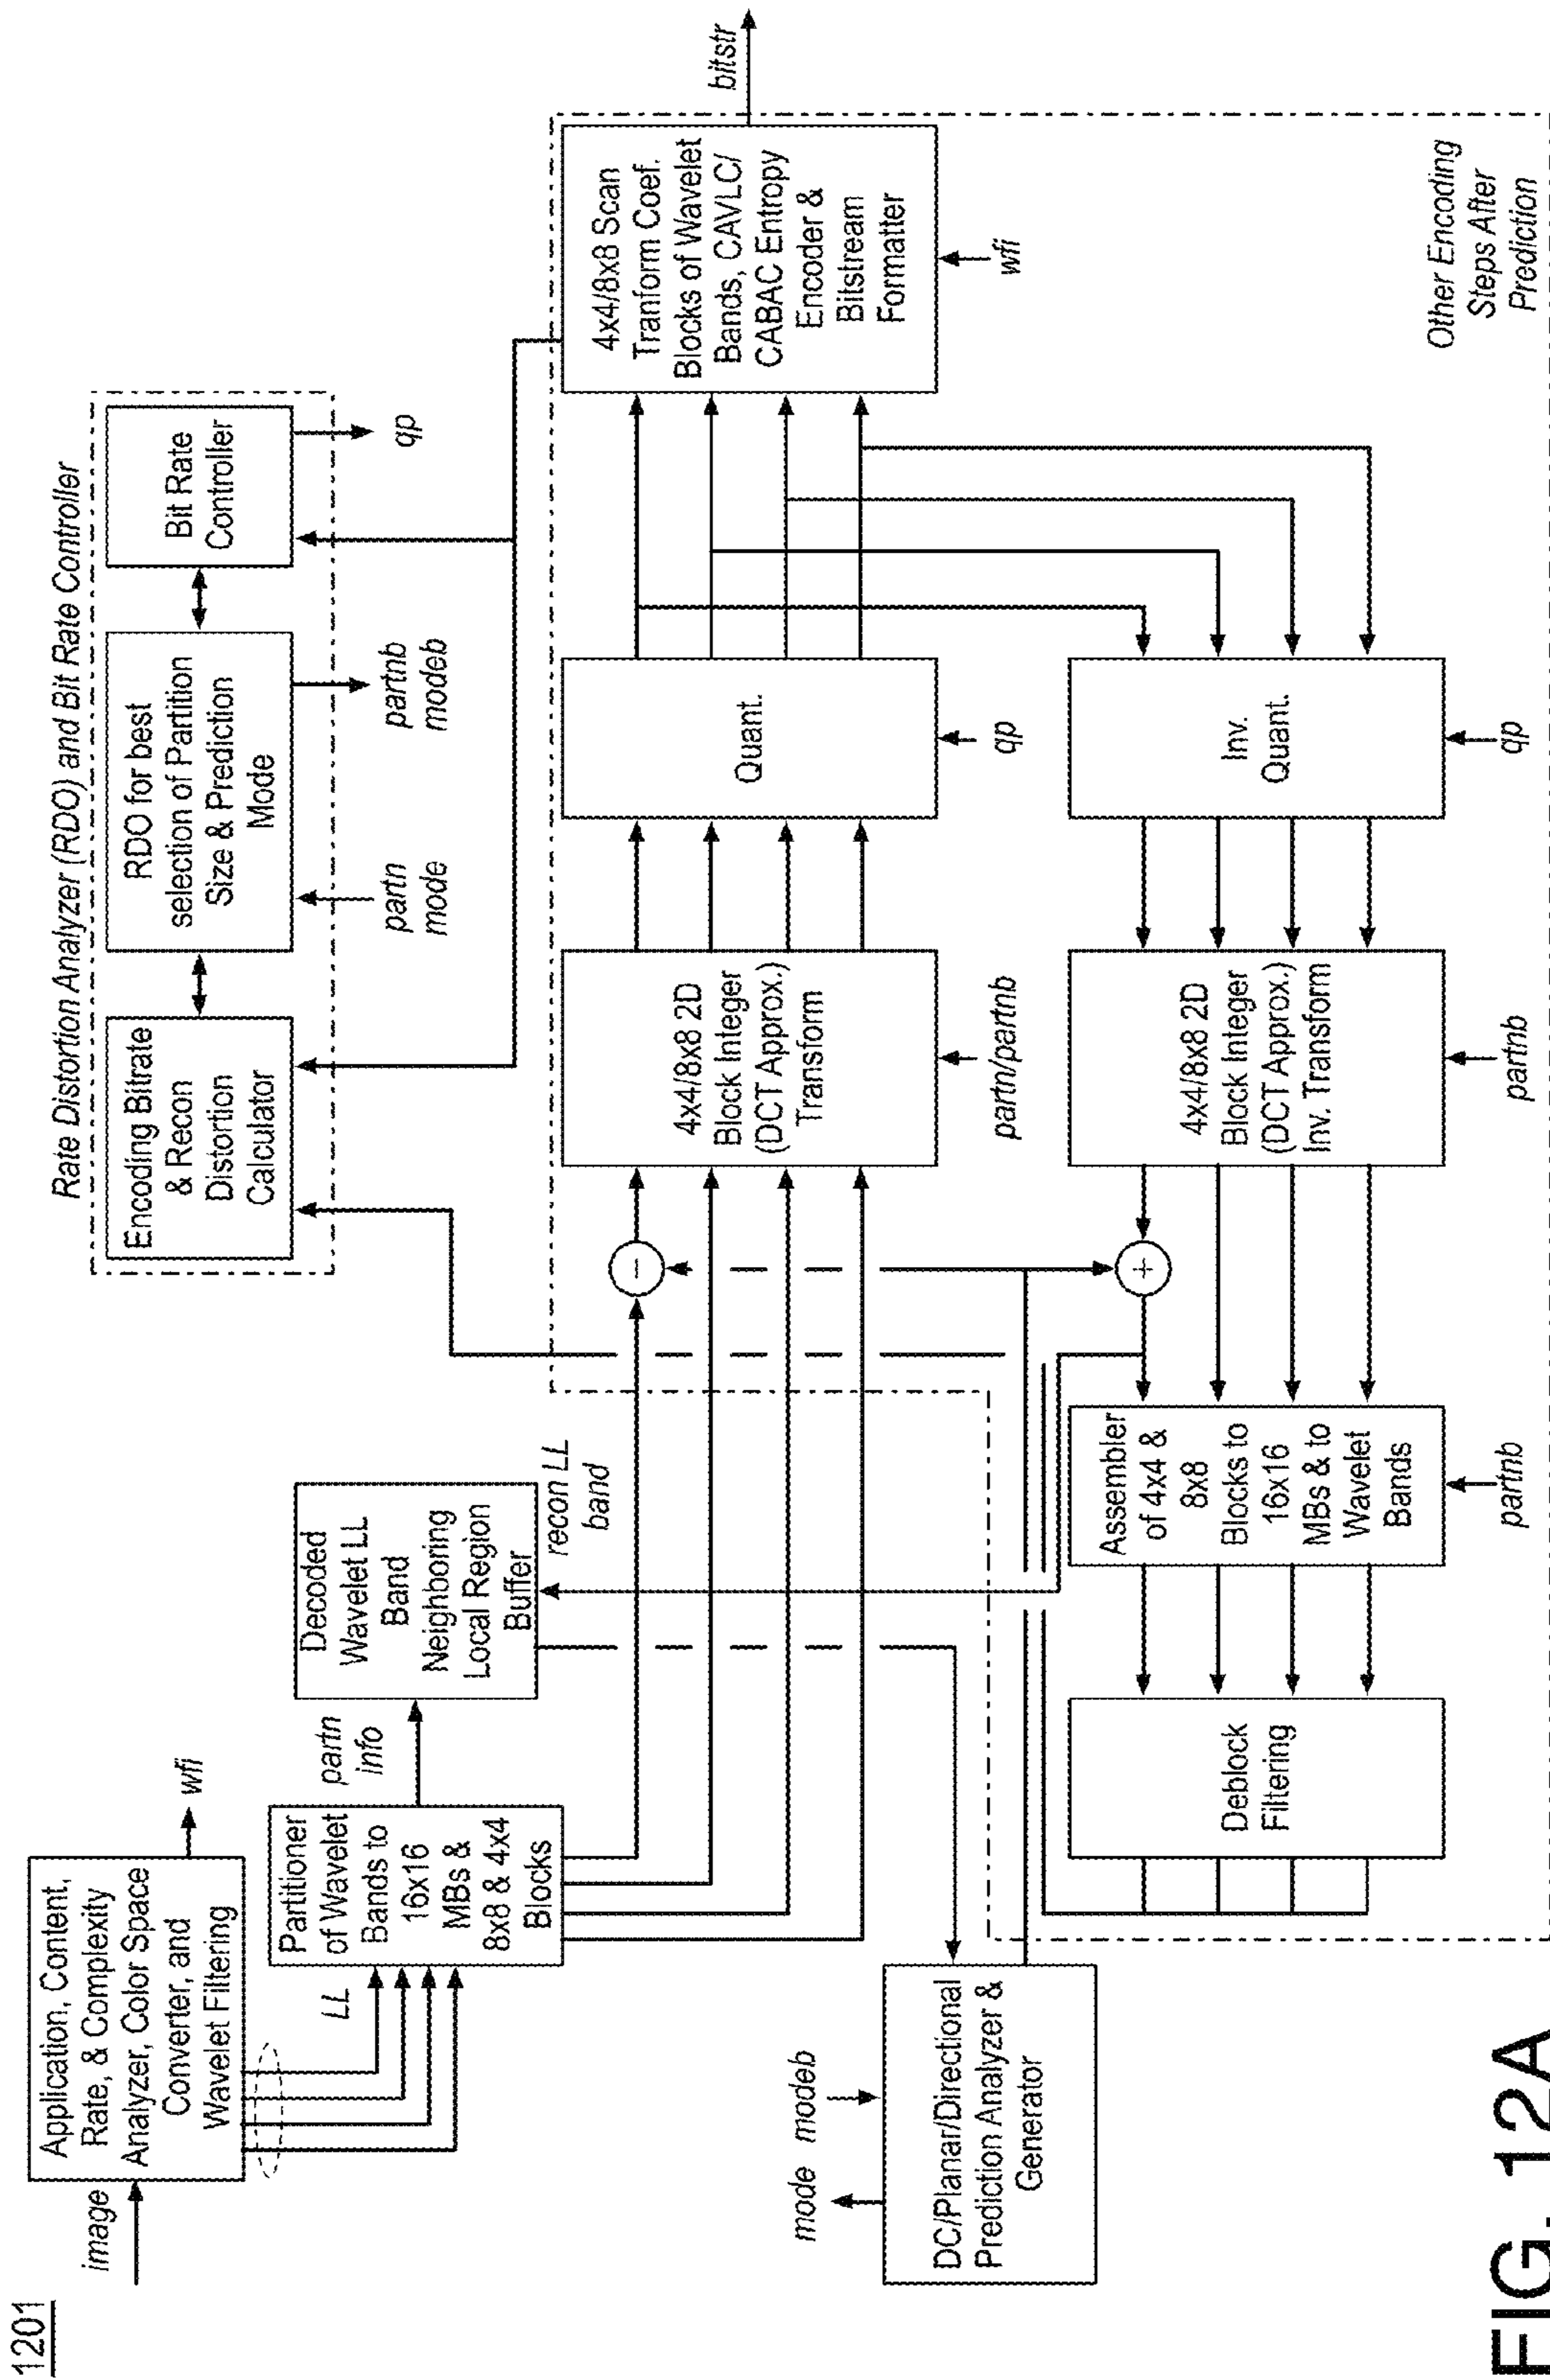 1201
image
Application, Content,
Rate, & Complexity
Analyzer, Color Space
Converter, and
Wavelet Filtering
wfi
LL
Partitioner
of Wavelet
Bands to
16x16
MBs &
8x8 & 4x4
Blocks
partn
info
Decoded
Wavelet LL
Band
Neighboring
Local Region
Buffer
recon LL
band
Rate Distortion Analyzer (RDO) and Bit Rate Controller
Encoding Bitrate
& Recon
Distortion
Calculator
RDO for best
selection of Partition
Size & Prediction
Mode
Bit Rate
Controller
partn
mode
partnb
modeb
qp
mode
modeb
DC/Planar/Directional
Prediction Analyzer &
Generator
-
4x4/8x8 2D
Block Integer
(DCT Approx.)
Transform
partn/partnb
Quant.
qp
4x4/8x8 Scan
Tranform Coef.
Blocks of Wavelet
Bands, CAVLC/
CABAC Entropy
Encoder &
Bitstream
Formatter
bitstr
wfi
Deblock
Filtering
Assembler
of 4x4 &
8x8
Blocks to
16x16
MBs & to
Wavelet
Bands
partnb
+
4x4/8x8 2D
Block Integer
(DCT Approx.)
Inv. Transform
partnb
Inv.
Quant.
qp
Other Encoding
Steps After
Prediction
FIG. 12A